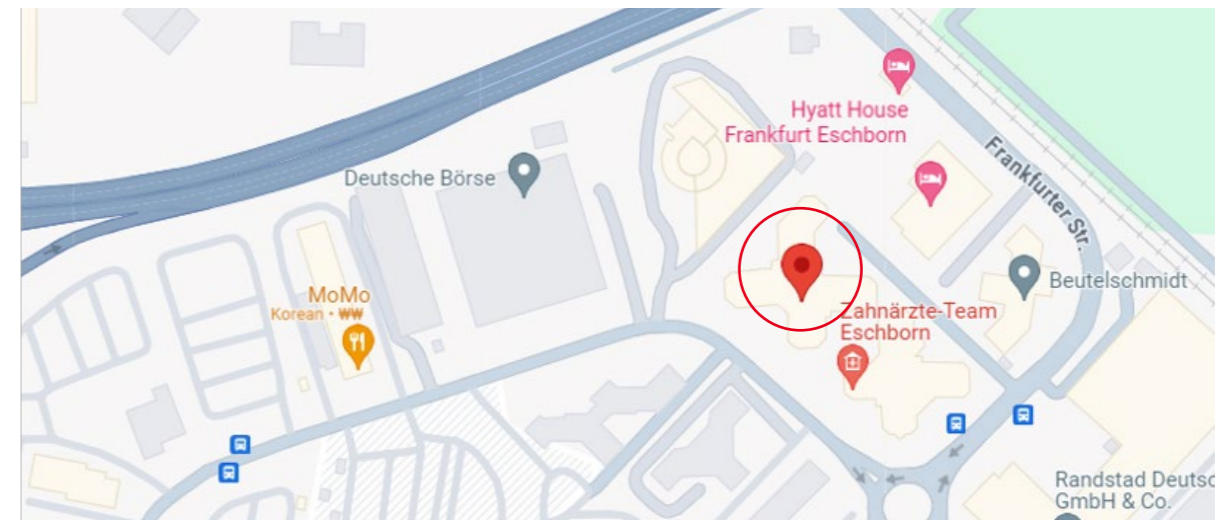 Hyatt House
Frankfurt Eschborn
Frankfurter Str.
Deutsche Börse
Beutelschmidt
MoMo
Korean • ₩₩
Zahnärzte-Team
Eschborn
Randstad Deutsc
GmbH & Co.